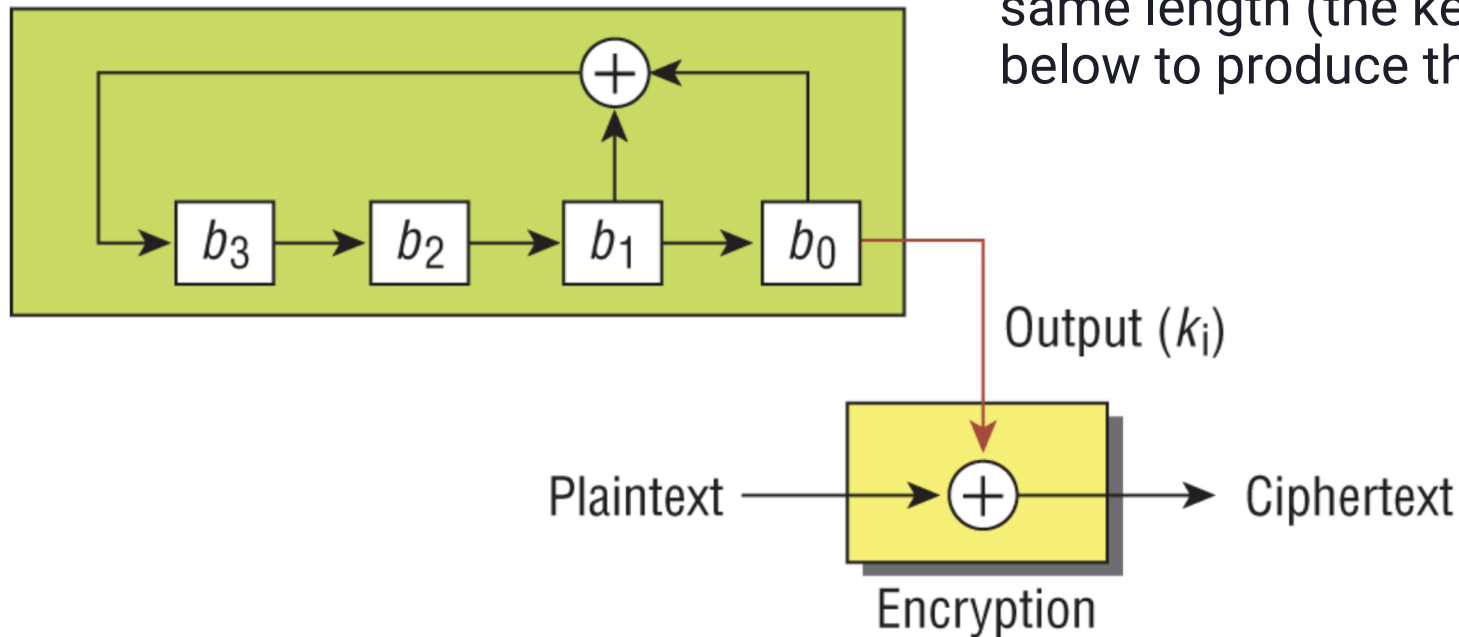 same length (the ke
below to produce th
b3 b2 b1 b0
Output (ki)
Plaintext
Ciphertext
Encryption